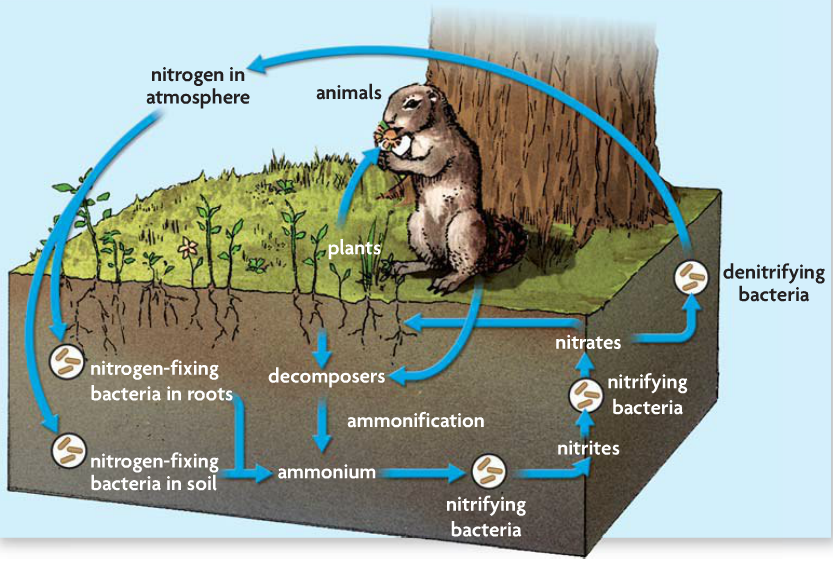 nitrogen in
atmosphere
animals
plants
denitrifying
bacteria
nitrates
nitrogen-fixing
bacteria in roots
decomposers
nitrifying
bacteria
ammonification
nitrites
nitrogen-fixing
bacteria in soil
ammonium
nitrifying
bacteria